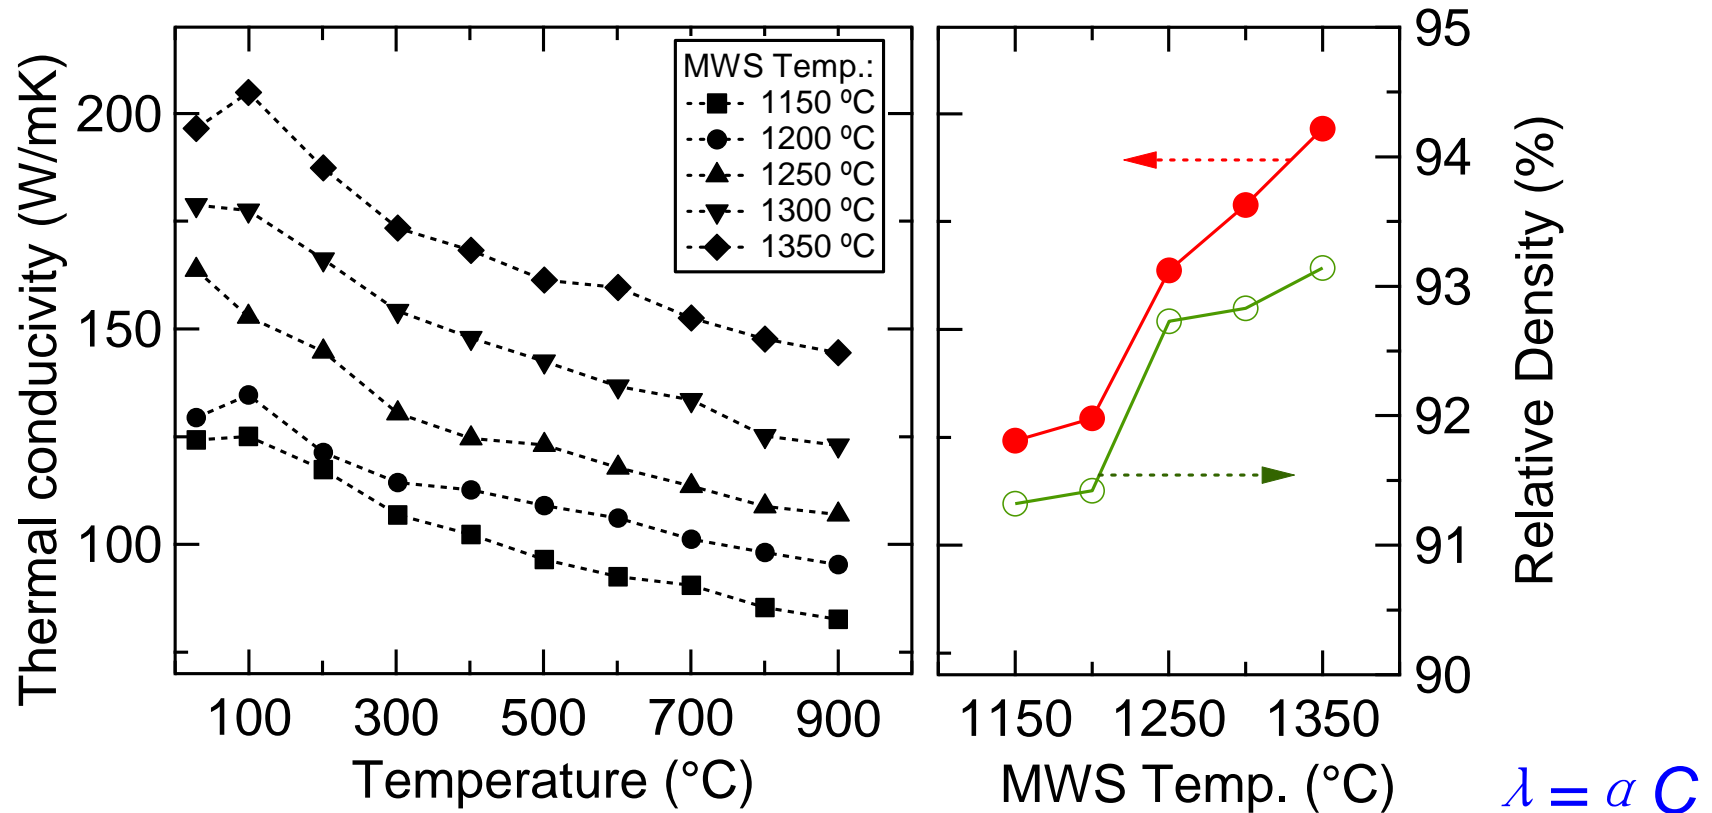 Thermal conducivity (W/mK)
200
150
100
MWS Temp.:
1150 ºC
1200 ºC
1250 ºC
1300 ºC
1350 ºC
100 300 500 700 900
Temperature (°C)
95
94
93
92
91
90
Relative Density (%)
1150 1250 1350
MWS Temp. (°C)
λ = α C